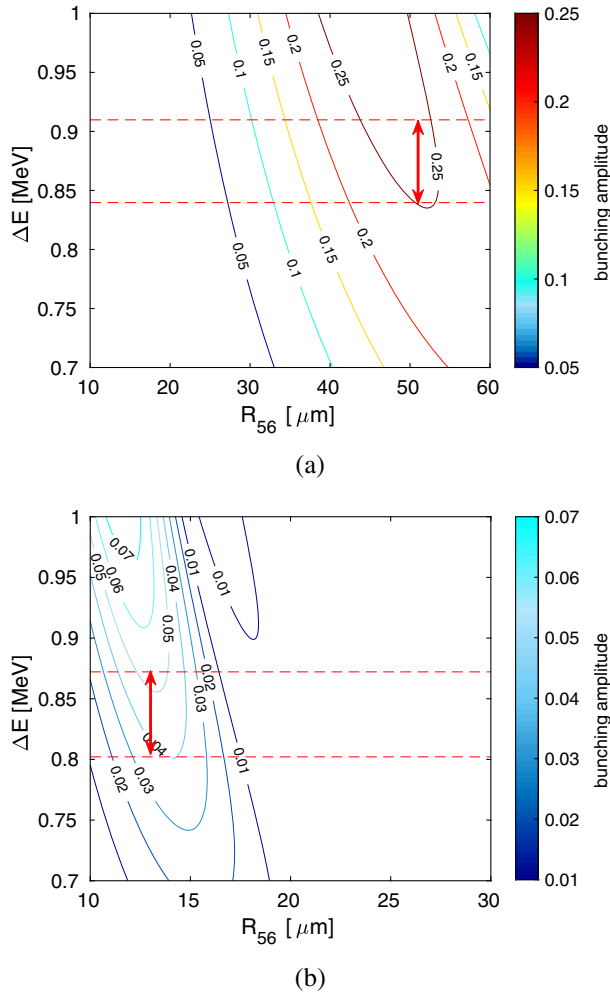 1
0.95
0.9
0.85
0.8
0.75
0.7
ΔE [MeV]
10 20 30 40 50 60
R56 [ μm]
0.05 0.1 0.15 0.2 0.25
0.25
0.05 0.1 0.15 0.2
0.25
0.2
0.15
0.1
0.05
bunching amplitude
(a)
1
0.95
0.9
0.85
0.8
0.75
0.7
ΔE [MeV]
10 15 20 25 30
R56 [ μm]
0.07
0.05 0.06 0.04 0.01 0.01
0.05
0.02
0.03
0.04 0.01
0.02 0.03
0.07
0.06
0.05
0.04
0.03
0.02
0.01
bunching amplitude
(b)